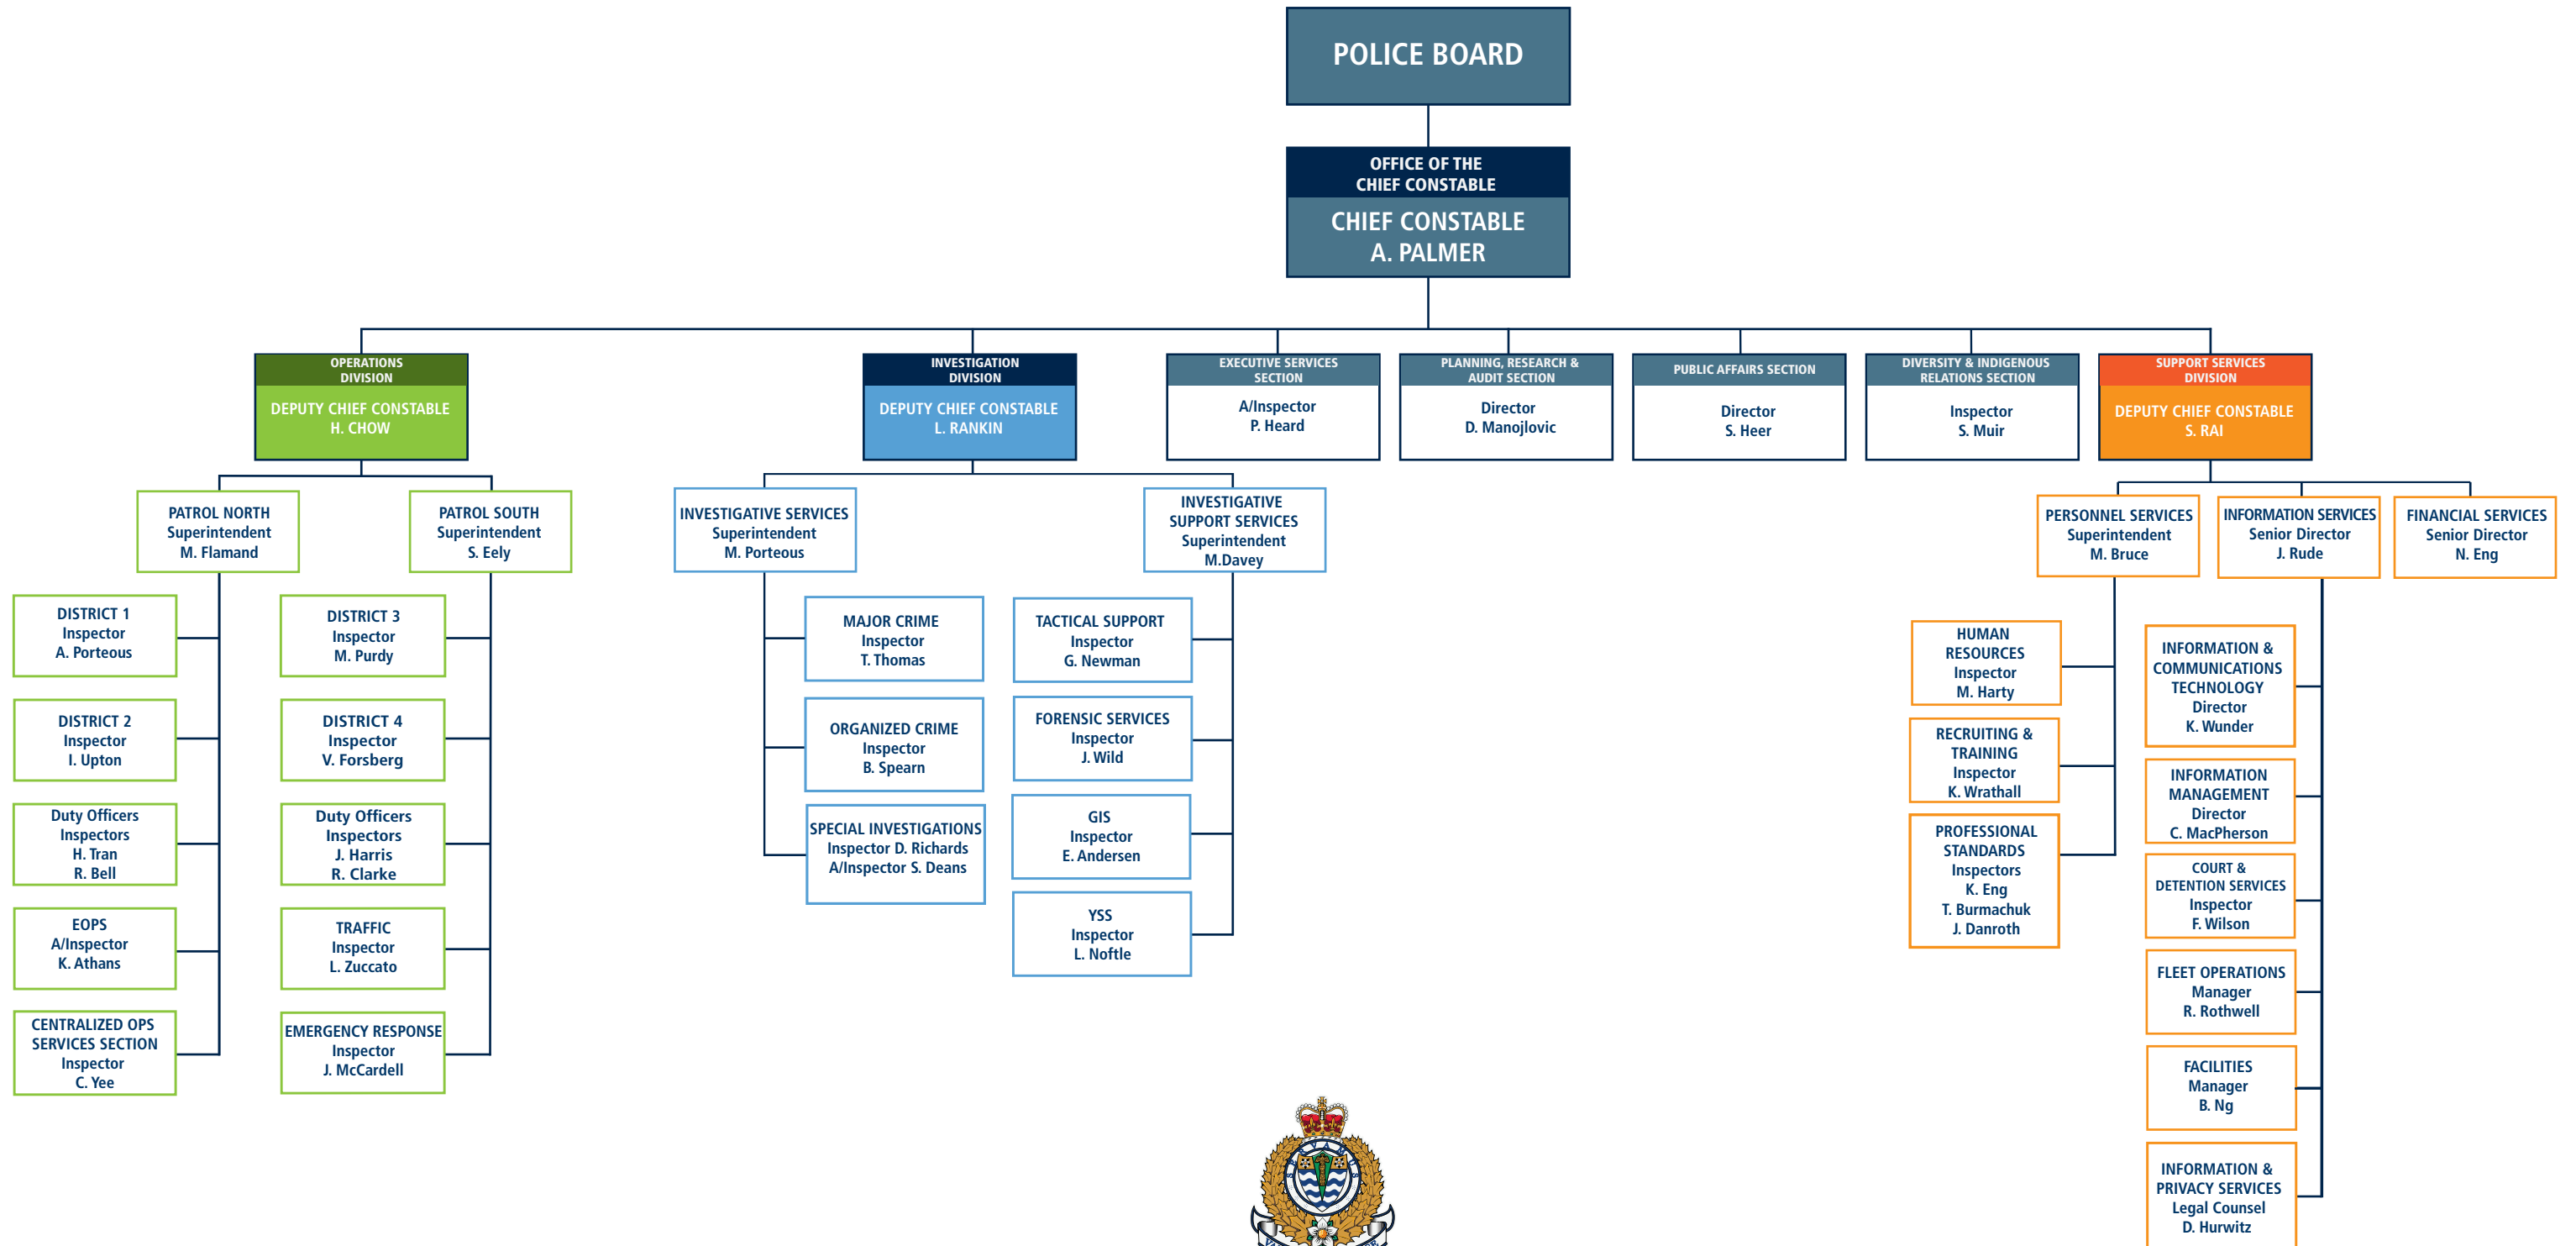 POLICE BOARD
OFFICE OF THE
CHIEF CONSTABLE
CHIEF CONSTABLE
A. PALMER
OPERATIONS
DIVISION
DEPUTY CHIEF CONSTABLE
H. CHOW
INVESTIGATION
DIVISION
DEPUTY CHIEF CONSTABLE
L. RANKIN
EXECUTIVE SERVICES
SECTION
A/Inspector
P. Heard
PLANNING, RESEARCH &
AUDIT SECTION
Director
D. Manojlovic
PUBLIC AFFAIRS SECTION
Director
S. Heer
DIVERSITY & INDIGENOUS
RELATIONS SECTION
Inspector
S. Muir
SUPPORT SERVICES
DIVISION
DEPUTY CHIEF CONSTABLE
S. RAI
PATROL NORTH
Superintendent
M. Flamand
PATROL SOUTH
Superintendent
S. Eely
INVESTIGATIVE SERVICES
Superintendent
M. Porteous
INVESTIGATIVE
SUPPORT SERVICES
Superintendent
M.Davey
PERSONNEL SERVICES
Superintendent
M. Bruce
INFORMATION SERVICES
Senior Director
J. Rude
FINANCIAL SERVICES
Senior Director
N. Eng
DISTRICT 1
Inspector
A. Porteous
DISTRICT 2
Inspector
I. Upton
Duty Officers
Inspectors
H. Tran
R. Bell
EOPS
A/Inspector
K. Athans
CENTRALIZED OPS
SERVICES SECTION
Inspector
C. Yee
DISTRICT 3
Inspector
M. Purdy
DISTRICT 4
Inspector
V. Forsberg
Duty Officers
Inspectors
J. Harris
R. Clarke
TRAFFIC
Inspector
L. Zuccato
EMERGENCY RESPONSE
Inspector
J. McCardell
MAJOR CRIME
Inspector
T. Thomas
ORGANIZED CRIME
Inspector
B. Spearn
SPECIAL INVESTIGATIONS
Inspector D. Richards
A/Inspector S. Deans
TACTICAL SUPPORT
Inspector
G. Newman
FORENSIC SERVICES
Inspector
J. Wild
GIS
Inspector
E. Andersen
YSS
Inspector
L. Noftle
HUMAN
RESOURCES
Inspector
M. Harty
RECRUITING &
TRAINING
Inspector
K. Wrathall
PROFESSIONAL
STANDARDS
Inspectors
K. Eng
T. Burmachuk
J. Danroth
INFORMATION &
COMMUNICATIONS
TECHNOLOGY
Director
K. Wunder
INFORMATION
MANAGEMENT
Director
C. MacPherson
COURT &
DETENTION SERVICES
Inspector
F. Wilson
FLEET OPERATIONS
Manager
R. Rothwell
FACILITIES
Manager
B. Ng
INFORMATION &
PRIVACY SERVICES
Legal Counsel
D. Hurwitz
SERVAMUS